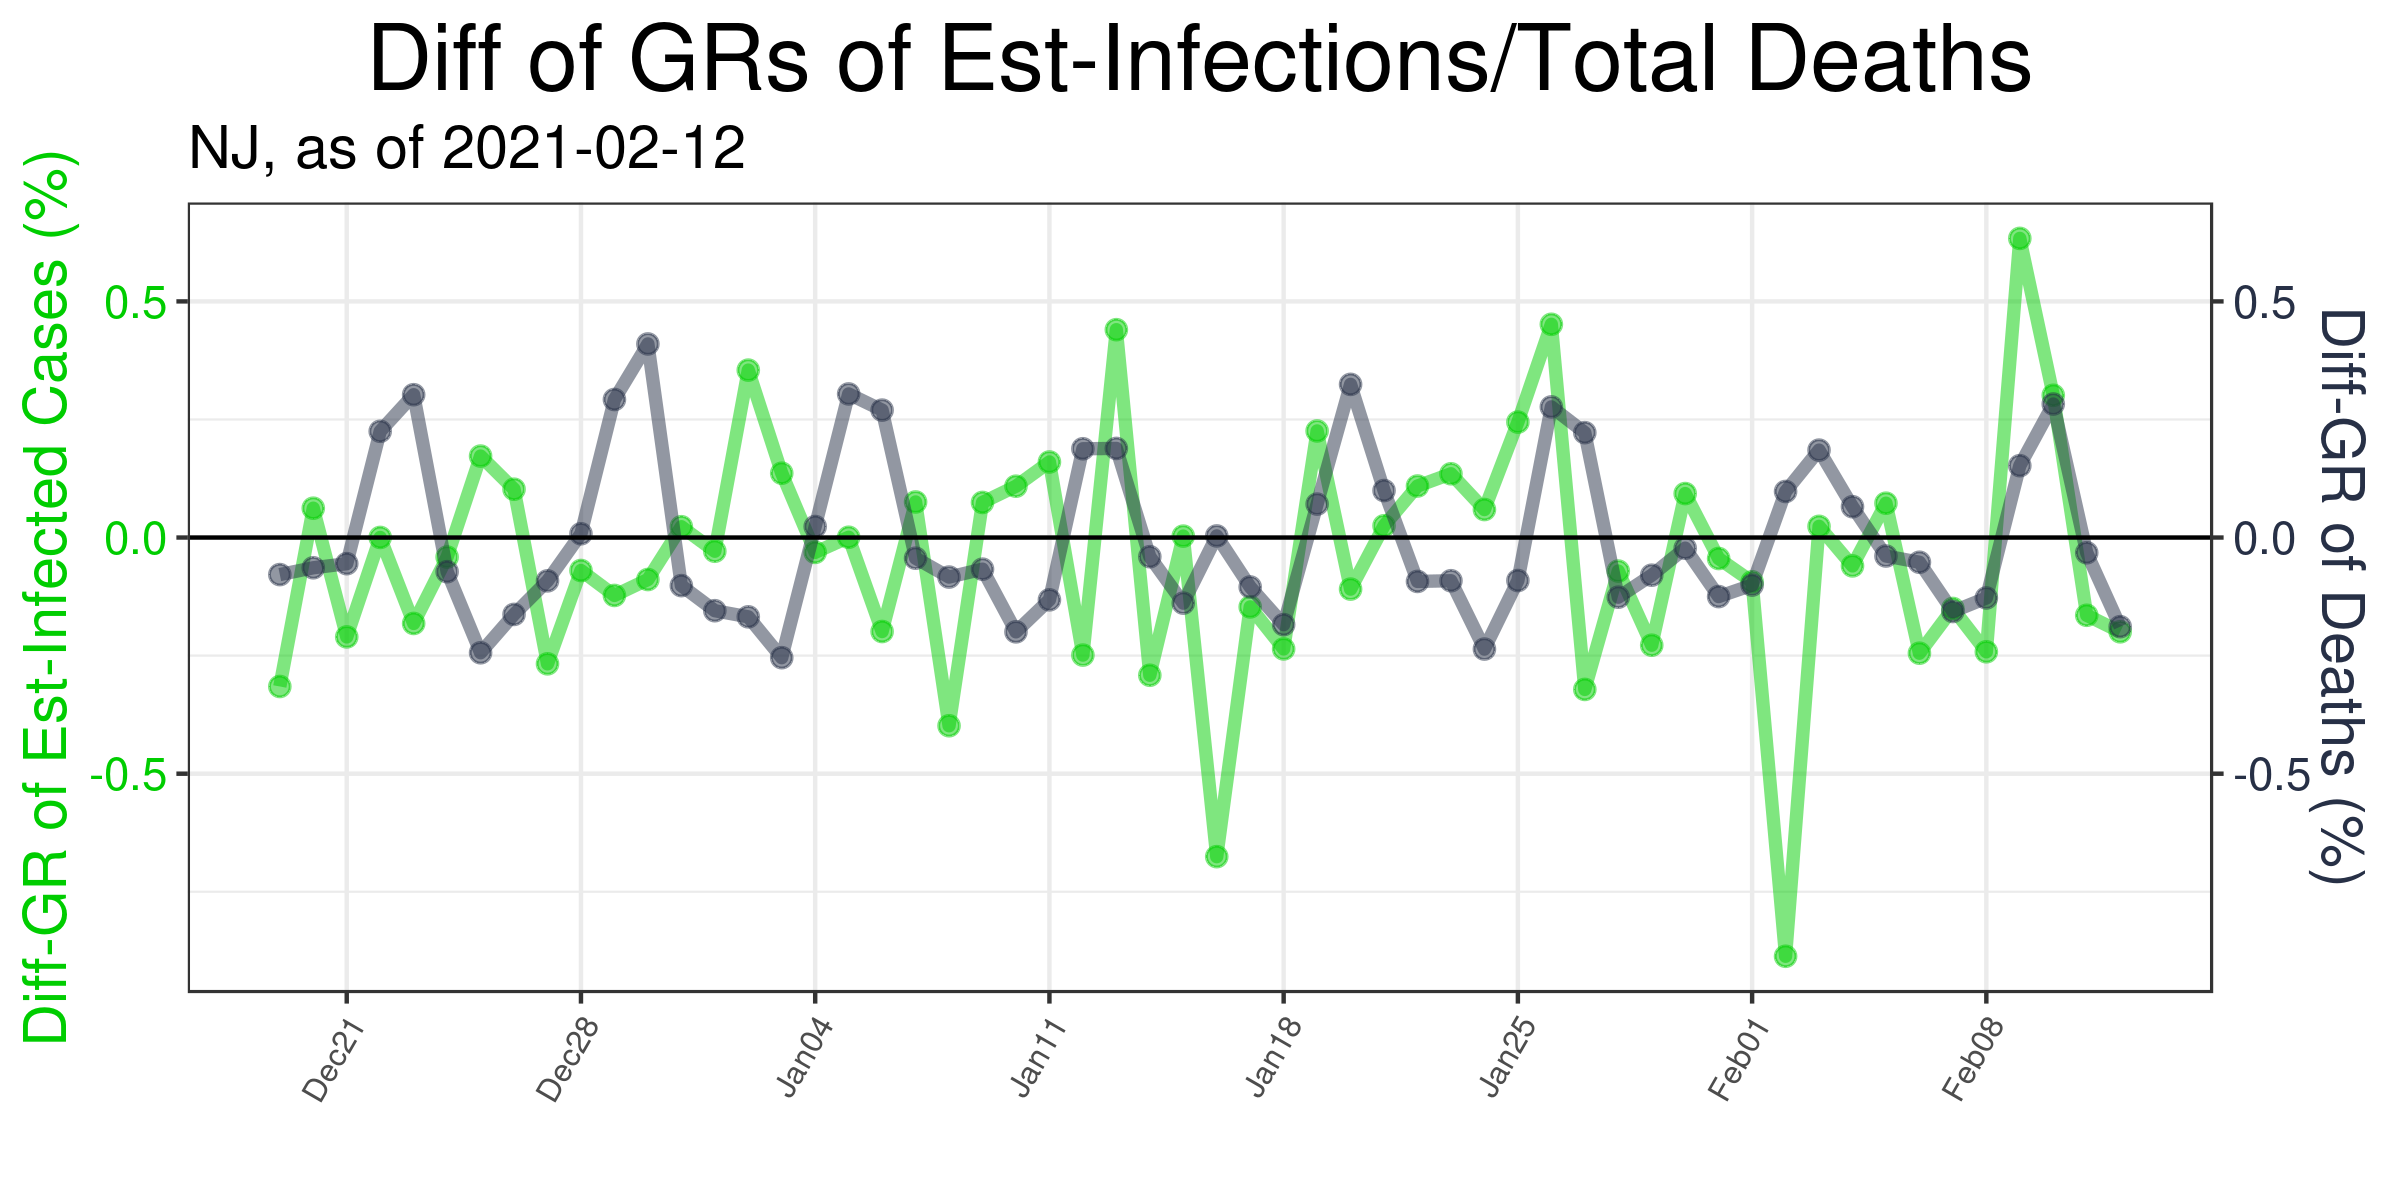 Diff of GRs of Est-Infections/Total Deaths
NJ, as of 2021-02-12
Diff-GR of Est-Infected Cases (%)
0.5
0.0
-0.5
0.5
0.0
-0.5
Diff-GR of Deaths (%)
Dec21
Dec28
Jan04
Jan11
Jan18
Jan25
Feb01
Feb08